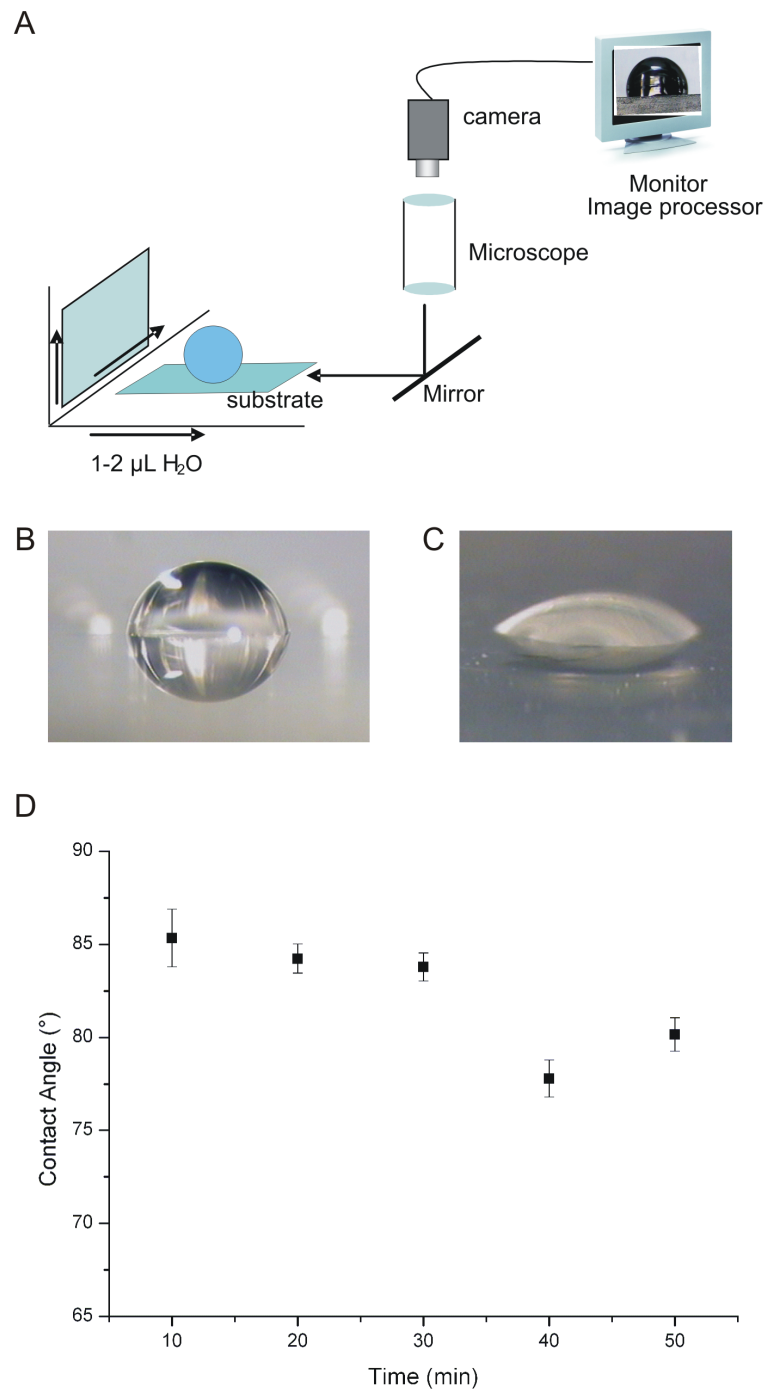 A
camera
Monitor
Image processor
Microscope
substrate
Mirror
1-2 µL H₂O
B
C
D
90
85
80
75
70
65
Contact Angle (°)
10 20 30 40 50
Time (min)